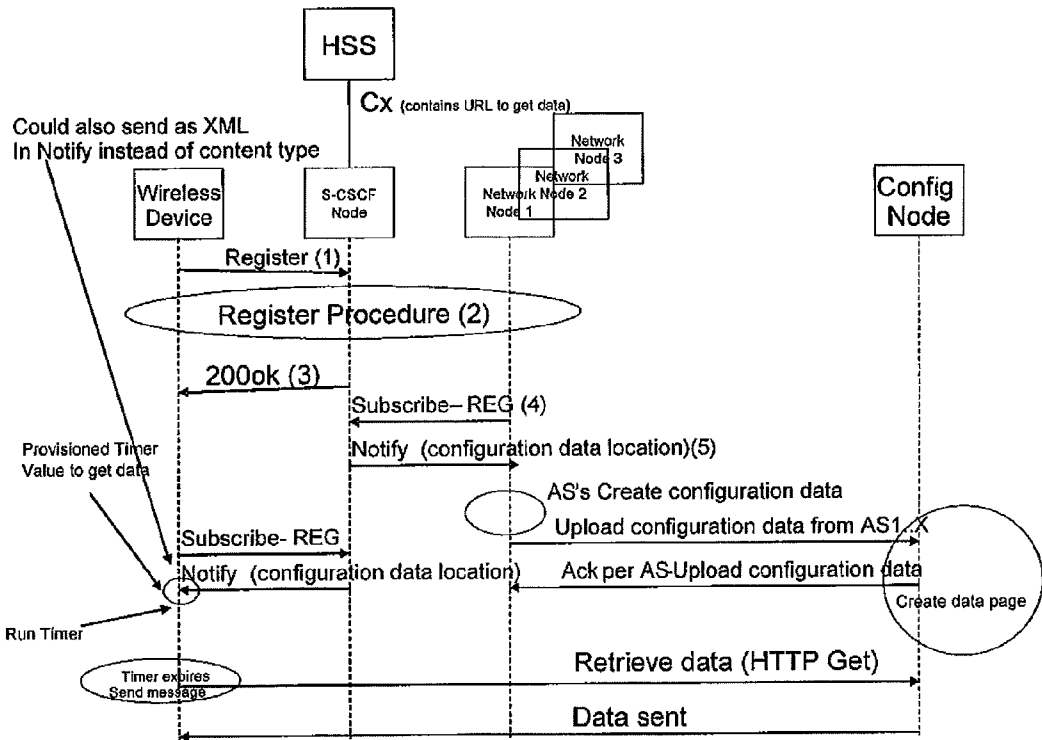 HSS
Cx (contains URL to get data)
Could also send as XML
In Notify instead of content type
Network
Node 3
Network
Node 2
Network
Node 1
Wireless
Device
S-CSCF
Node
Config
Node
Register (1)
Register Procedure (2)
200ok (3)
Subscribe– REG (4)
Notify (configuration data location)(5)
Provisioned Timer
Value to get data
AS's Create configuration data
Upload configuration data from AS1..X
Subscribe- REG
Notify (configuration data location)
Ack per AS-Upload configuration data
Create data page
Run Timer
Retrieve data (HTTP Get)
Timer expires
Send message
Data sent